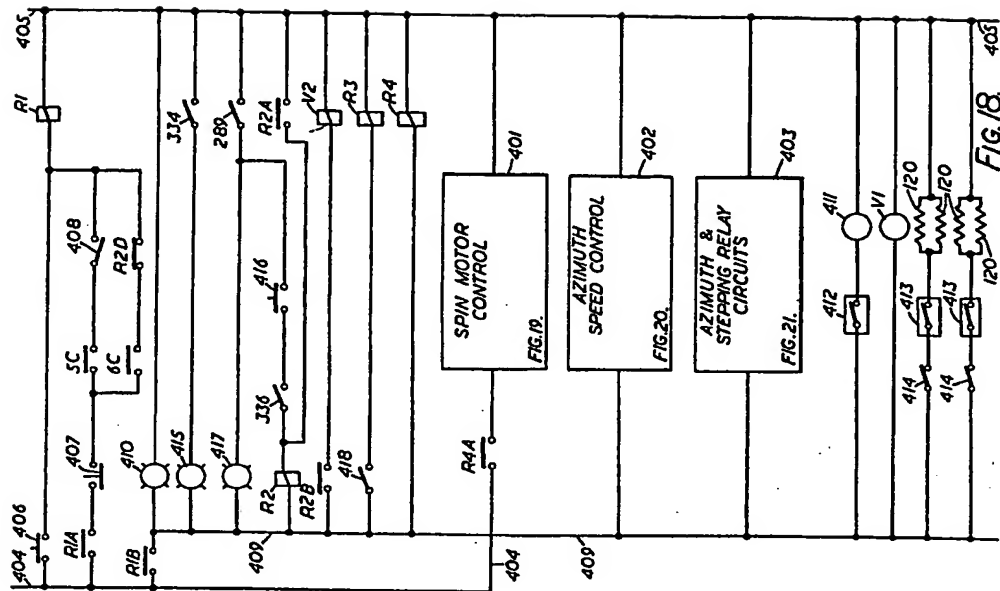 404
406
R1
405
R1A
407
5C
408
6C
R2D
R1B
410
415
334
417
289
409
R2
336
416
R2A
R2B
V2
418
R3
R4
404
R4A
SPIN MOTOR
CONTROL
FIG.19.
401
409
AZIMUTH
SPEED CONTROL
FIG.20.
402
AZIMUTH &
STEPPING RELAY
CIRCUITS
FIG.21.
403
412
411
V1
414
413
120
120
414
413
120
405
FIG.18.